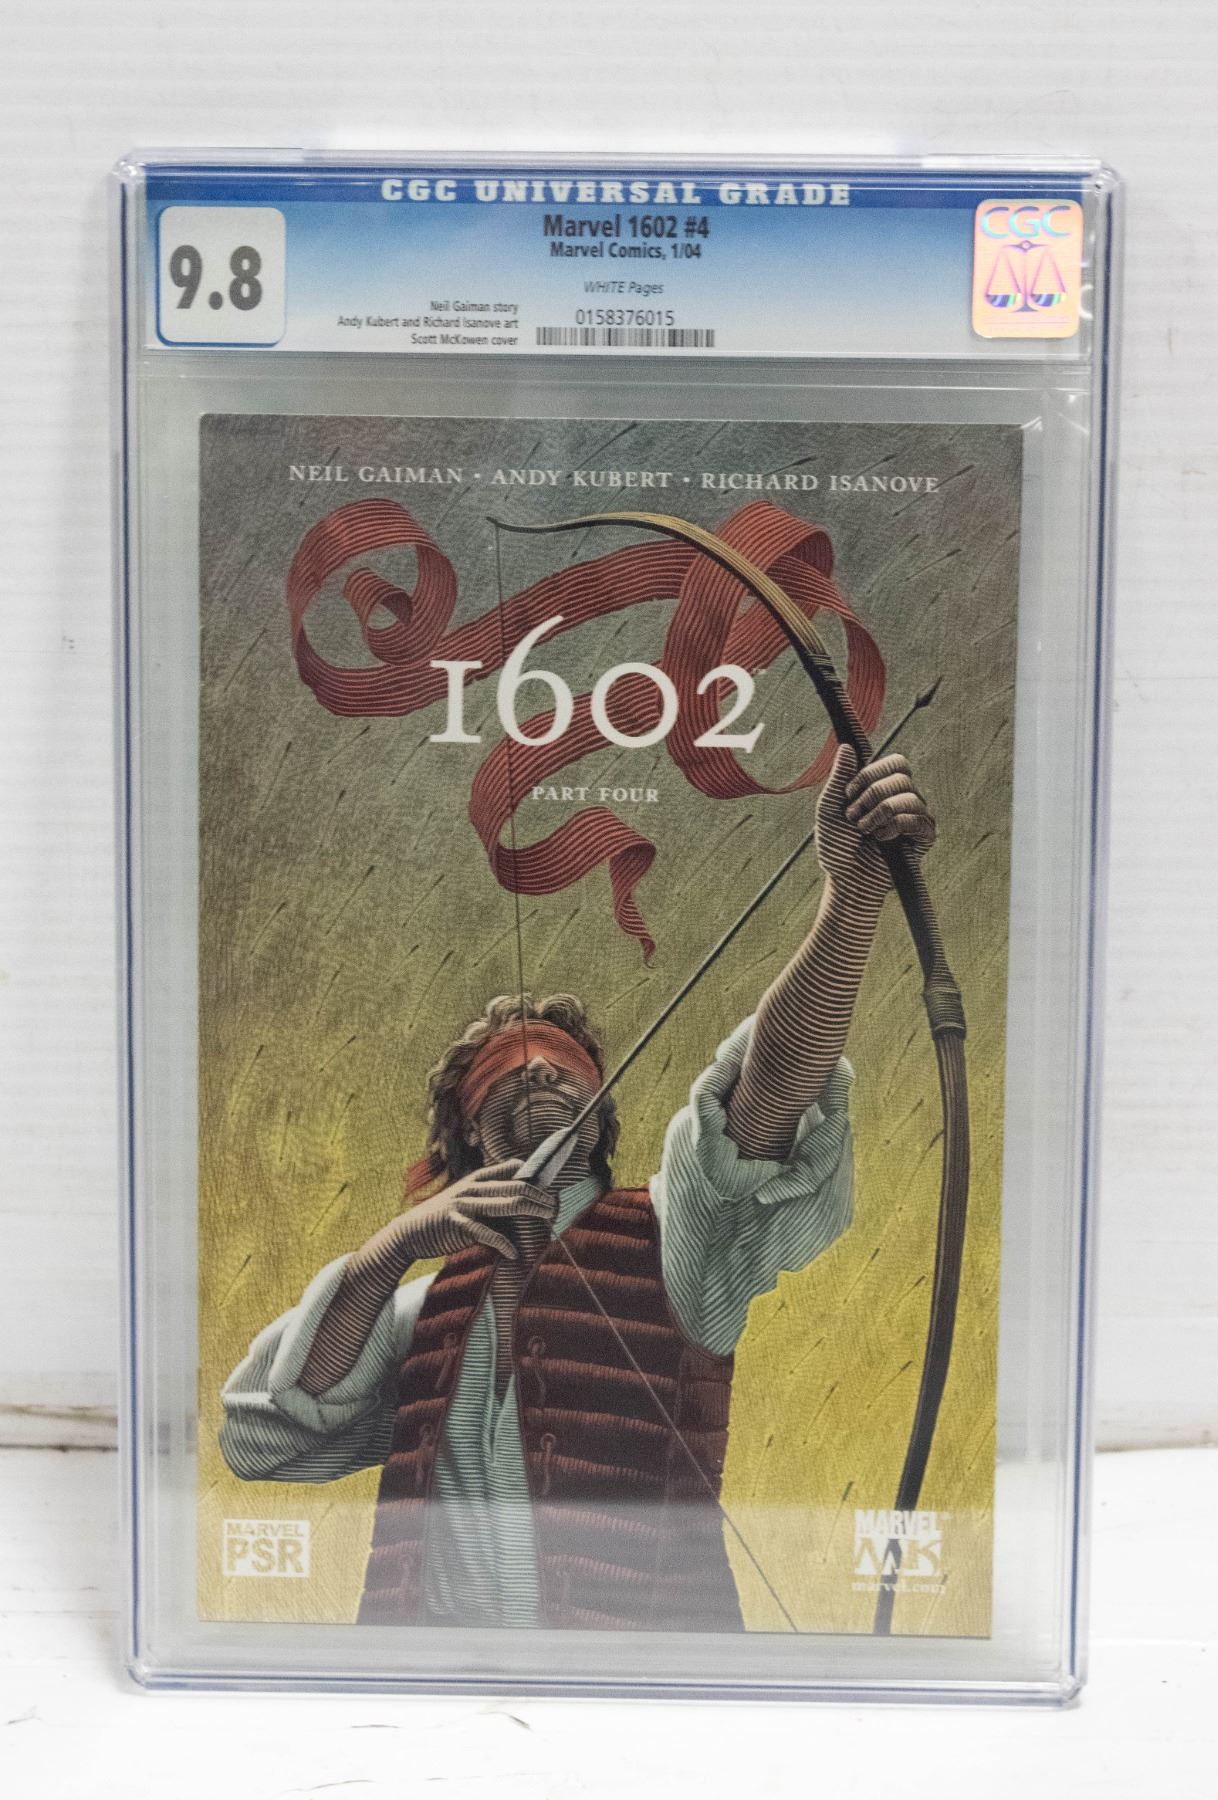 CGC UNIVERSAL GRADE
9.8
Marvel 1602 #4
Marvel Comics, 1/04
WHITE Pages
Neil Gaiman story
Andy Kubert and Richard Isanove art
Scott McKowen cover
0158376015
CGC
NEIL GAIMAN · ANDY KUBERT · RICHARD ISANOVE
1602
PART FOUR
MARVEL
PSR
MARVEL
MK
marvel.com